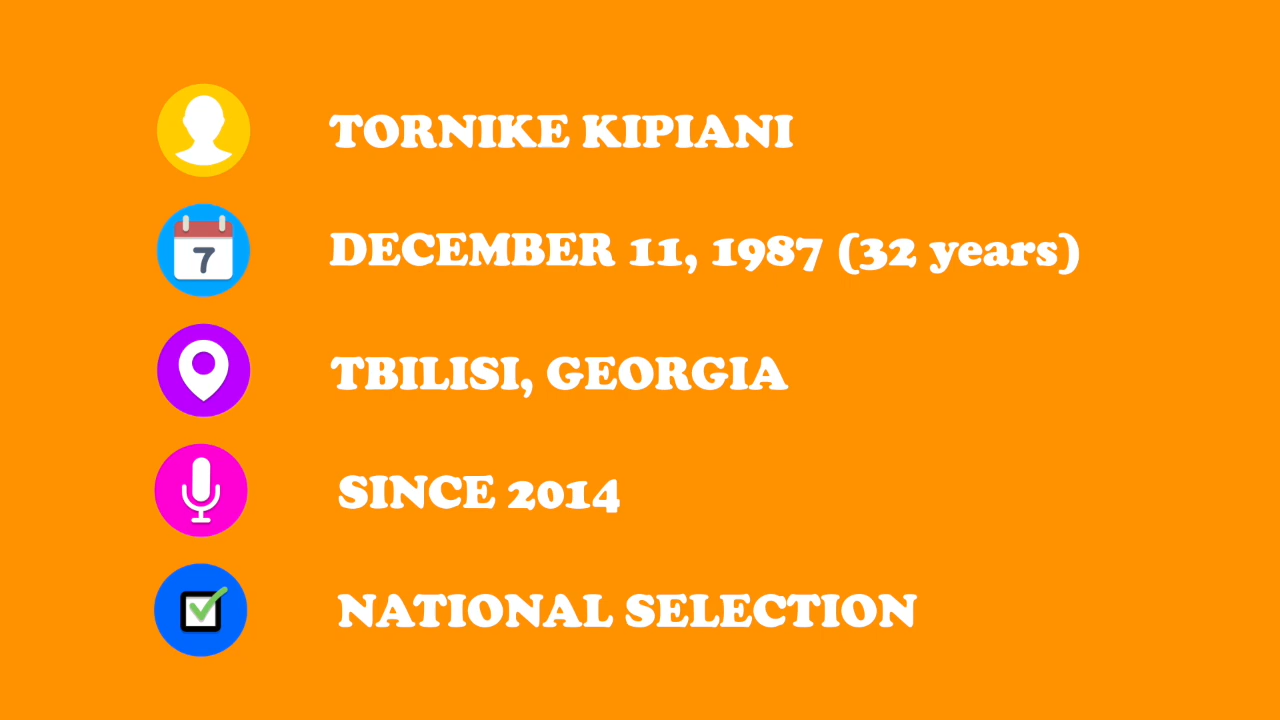 TORNIKE KIPIANI
7
DECEMBER 11, 1987 (32 years)
TBILISI, GEORGIA
SINCE 2014
NATIONAL SELECTION